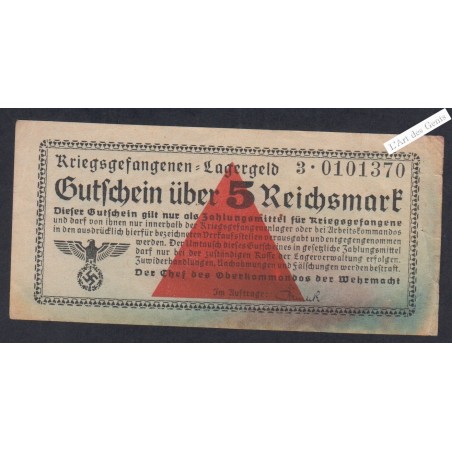 L'Art des Gents
Kriegsgefangenen-Lagergeld 3·0101370
Gutschein über 5 Reichsmark
Dieser Gutschein gilt nur als Zahlungsmittel für Kriegsgefangene
und darf von ihnen nur innerhalb der Kriegsgefangenenlager oder bei Arbeitskommandos
in den ausdrücklich hierfür bezeichneten Verkaufsstellen verausgabt und entgegengenommen
werden. Der Umtausch dieses Gutscheines in gesetzliche Zahlungsmittel
darf nur bei der zuständigen Kasse der Lagerverwaltung erfolgen.
Zuwiderhandlungen, Nachahmungen und Fälschungen werden bestraft.
Der Chef des Oberkommandos der Wehrmacht
Im Auftrage: